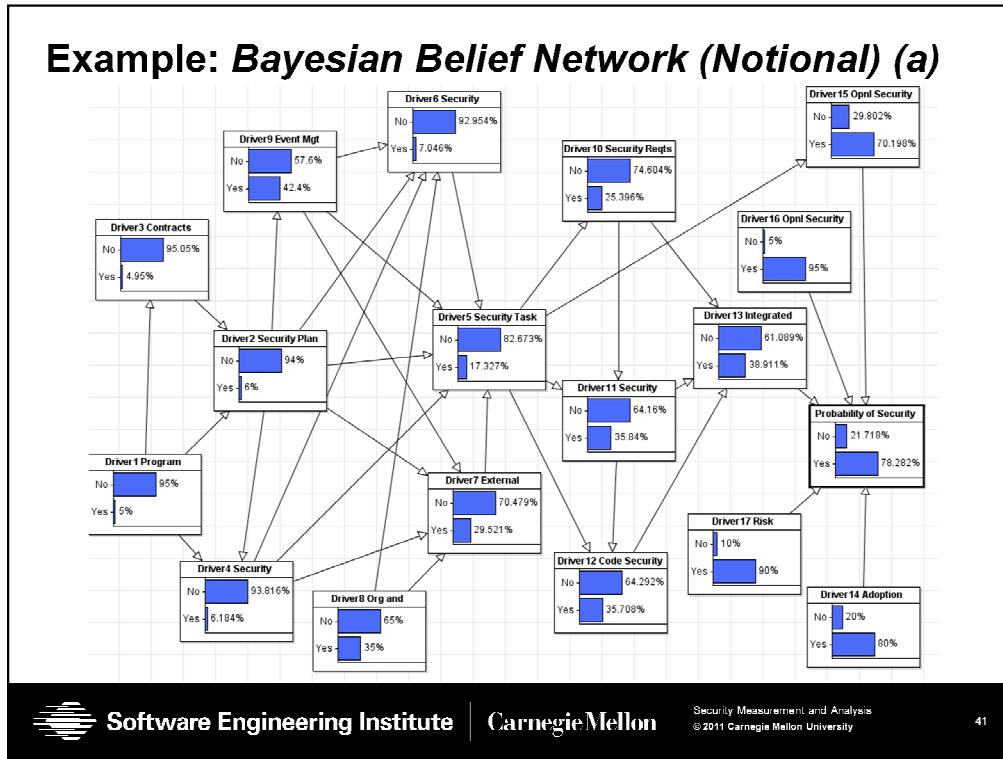 Example: Bayesian Belief Network (Notional) (a)
Driver6 Security
No 92.954%
Yes 7.046%
Driver15 Opnl Security
No 29.802%
Yes 70.198%
Driver9 Event Mgt
No 57.6%
Yes 42.4%
Driver10 Security Reqts
No 74.604%
Yes 25.396%
Driver3 Contracts
No 95.05%
Yes 4.95%
Driver16 Opnl Security
No 5%
Yes 95%
Driver2 Security Plan
No 94%
Yes 6%
Driver5 Security Task
No 82.673%
Yes 17.327%
Driver13 Integrated
No 61.089%
Yes 38.911%
Driver11 Security
No 64.16%
Yes 35.84%
Probability of Security
No 21.718%
Yes 78.282%
Driver1 Program
No 95%
Yes 5%
Driver7 External
No 70.479%
Yes 29.521%
Driver17 Risk
No 10%
Yes 90%
Driver4 Security
No 93.816%
Yes 6.184%
Driver12 Code Security
No 64.292%
Yes 35.708%
Driver8 Org and
No 65%
Yes 35%
Driver14 Adoption
No 20%
Yes 80%
Software Engineering Institute
Carnegie Mellon
Security Measurement and Analysis
© 2011 Carnegie Mellon University
41